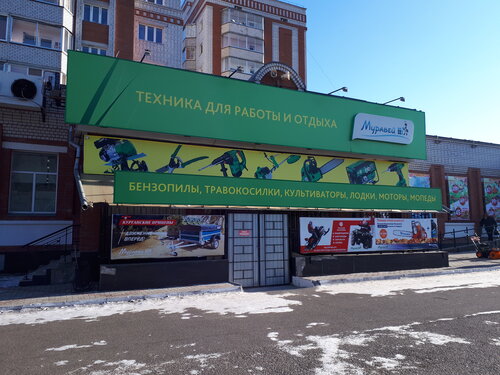 ТЕХНИКА ДЛЯ РАБОТЫ И ОТДЫХА
Муравей
БЕНЗОПИЛЫ, ТРАВОКОСИЛКИ, КУЛЬТИВАТОРЫ, ЛОДКИ, МОТОРЫ, МОПЕДЫ
КУРГАНСКИЕ ПРИЦЕПЫ